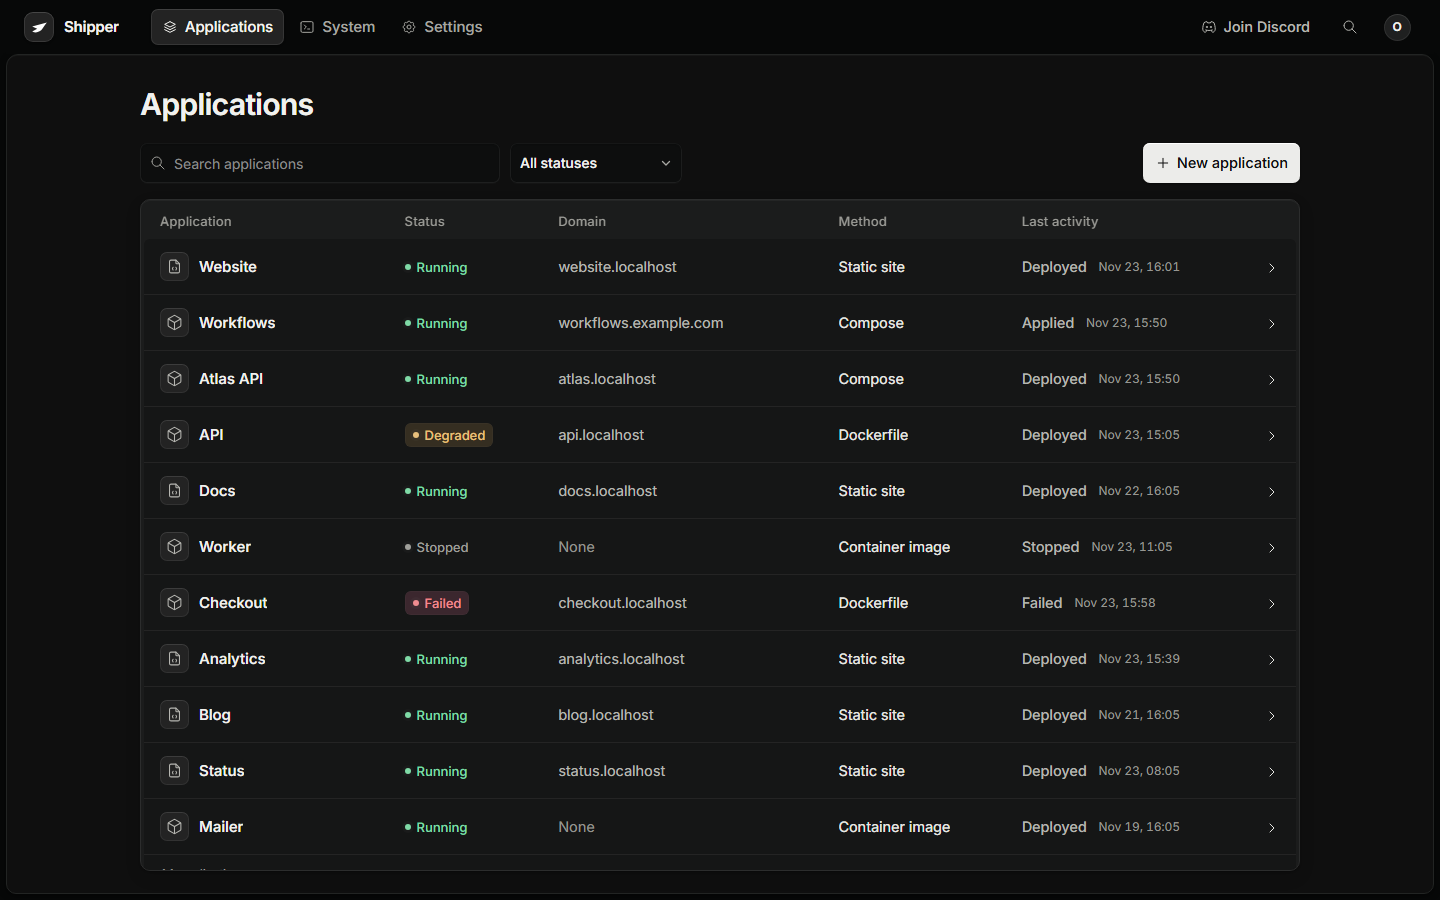 Shipper Applications System Settings Join Discord O
Applications
Search applications All statuses New application
Application Status Domain Method Last activity
Website Running website.localhost Static site Deployed Nov 23, 16:01
Workflows Running workflows.example.com Compose Applied Nov 23, 15:50
Atlas API Running atlas.localhost Compose Deployed Nov 23, 15:50
API Degraded api.localhost Dockerfile Deployed Nov 23, 15:05
Docs Running docs.localhost Static site Deployed Nov 22, 16:05
Worker Stopped None Container image Stopped Nov 23, 11:05
Checkout Failed checkout.localhost Dockerfile Failed Nov 23, 15:58
Analytics Running analytics.localhost Static site Deployed Nov 23, 15:39
Blog Running blog.localhost Static site Deployed Nov 21, 16:05
Status Running status.localhost Static site Deployed Nov 23, 08:05
Mailer Running None Container image Deployed Nov 19, 16:05